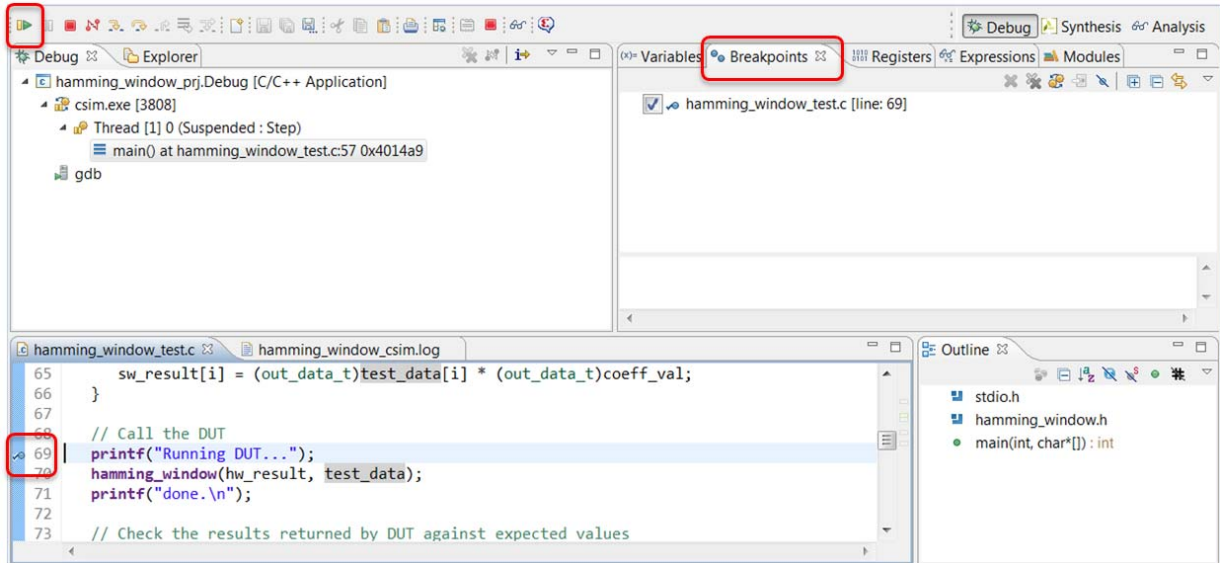 Debug Synthesis Analysis
Debug Explorer
hamming_window_prj.Debug [C/C++ Application]
csim.exe [3808]
Thread [1] 0 (Suspended : Step)
main() at hamming_window_test.c:57 0x4014a9
gdb
(x)= Variables Breakpoints Registers Expressions Modules
hamming_window_test.c [line: 69]
hamming_window_test.c hamming_window_csim.log
65 sw_result[i] = (out_data_t)test_data[i] * (out_data_t)coeff_val;
66 }
67
68 // Call the DUT
69 printf("Running DUT...");
70 hamming_window(hw_result, test_data);
71 printf("done.\n");
72
73 // Check the results returned by DUT against expected values
Outline
stdio.h
hamming_window.h
main(int, char*[]) : int